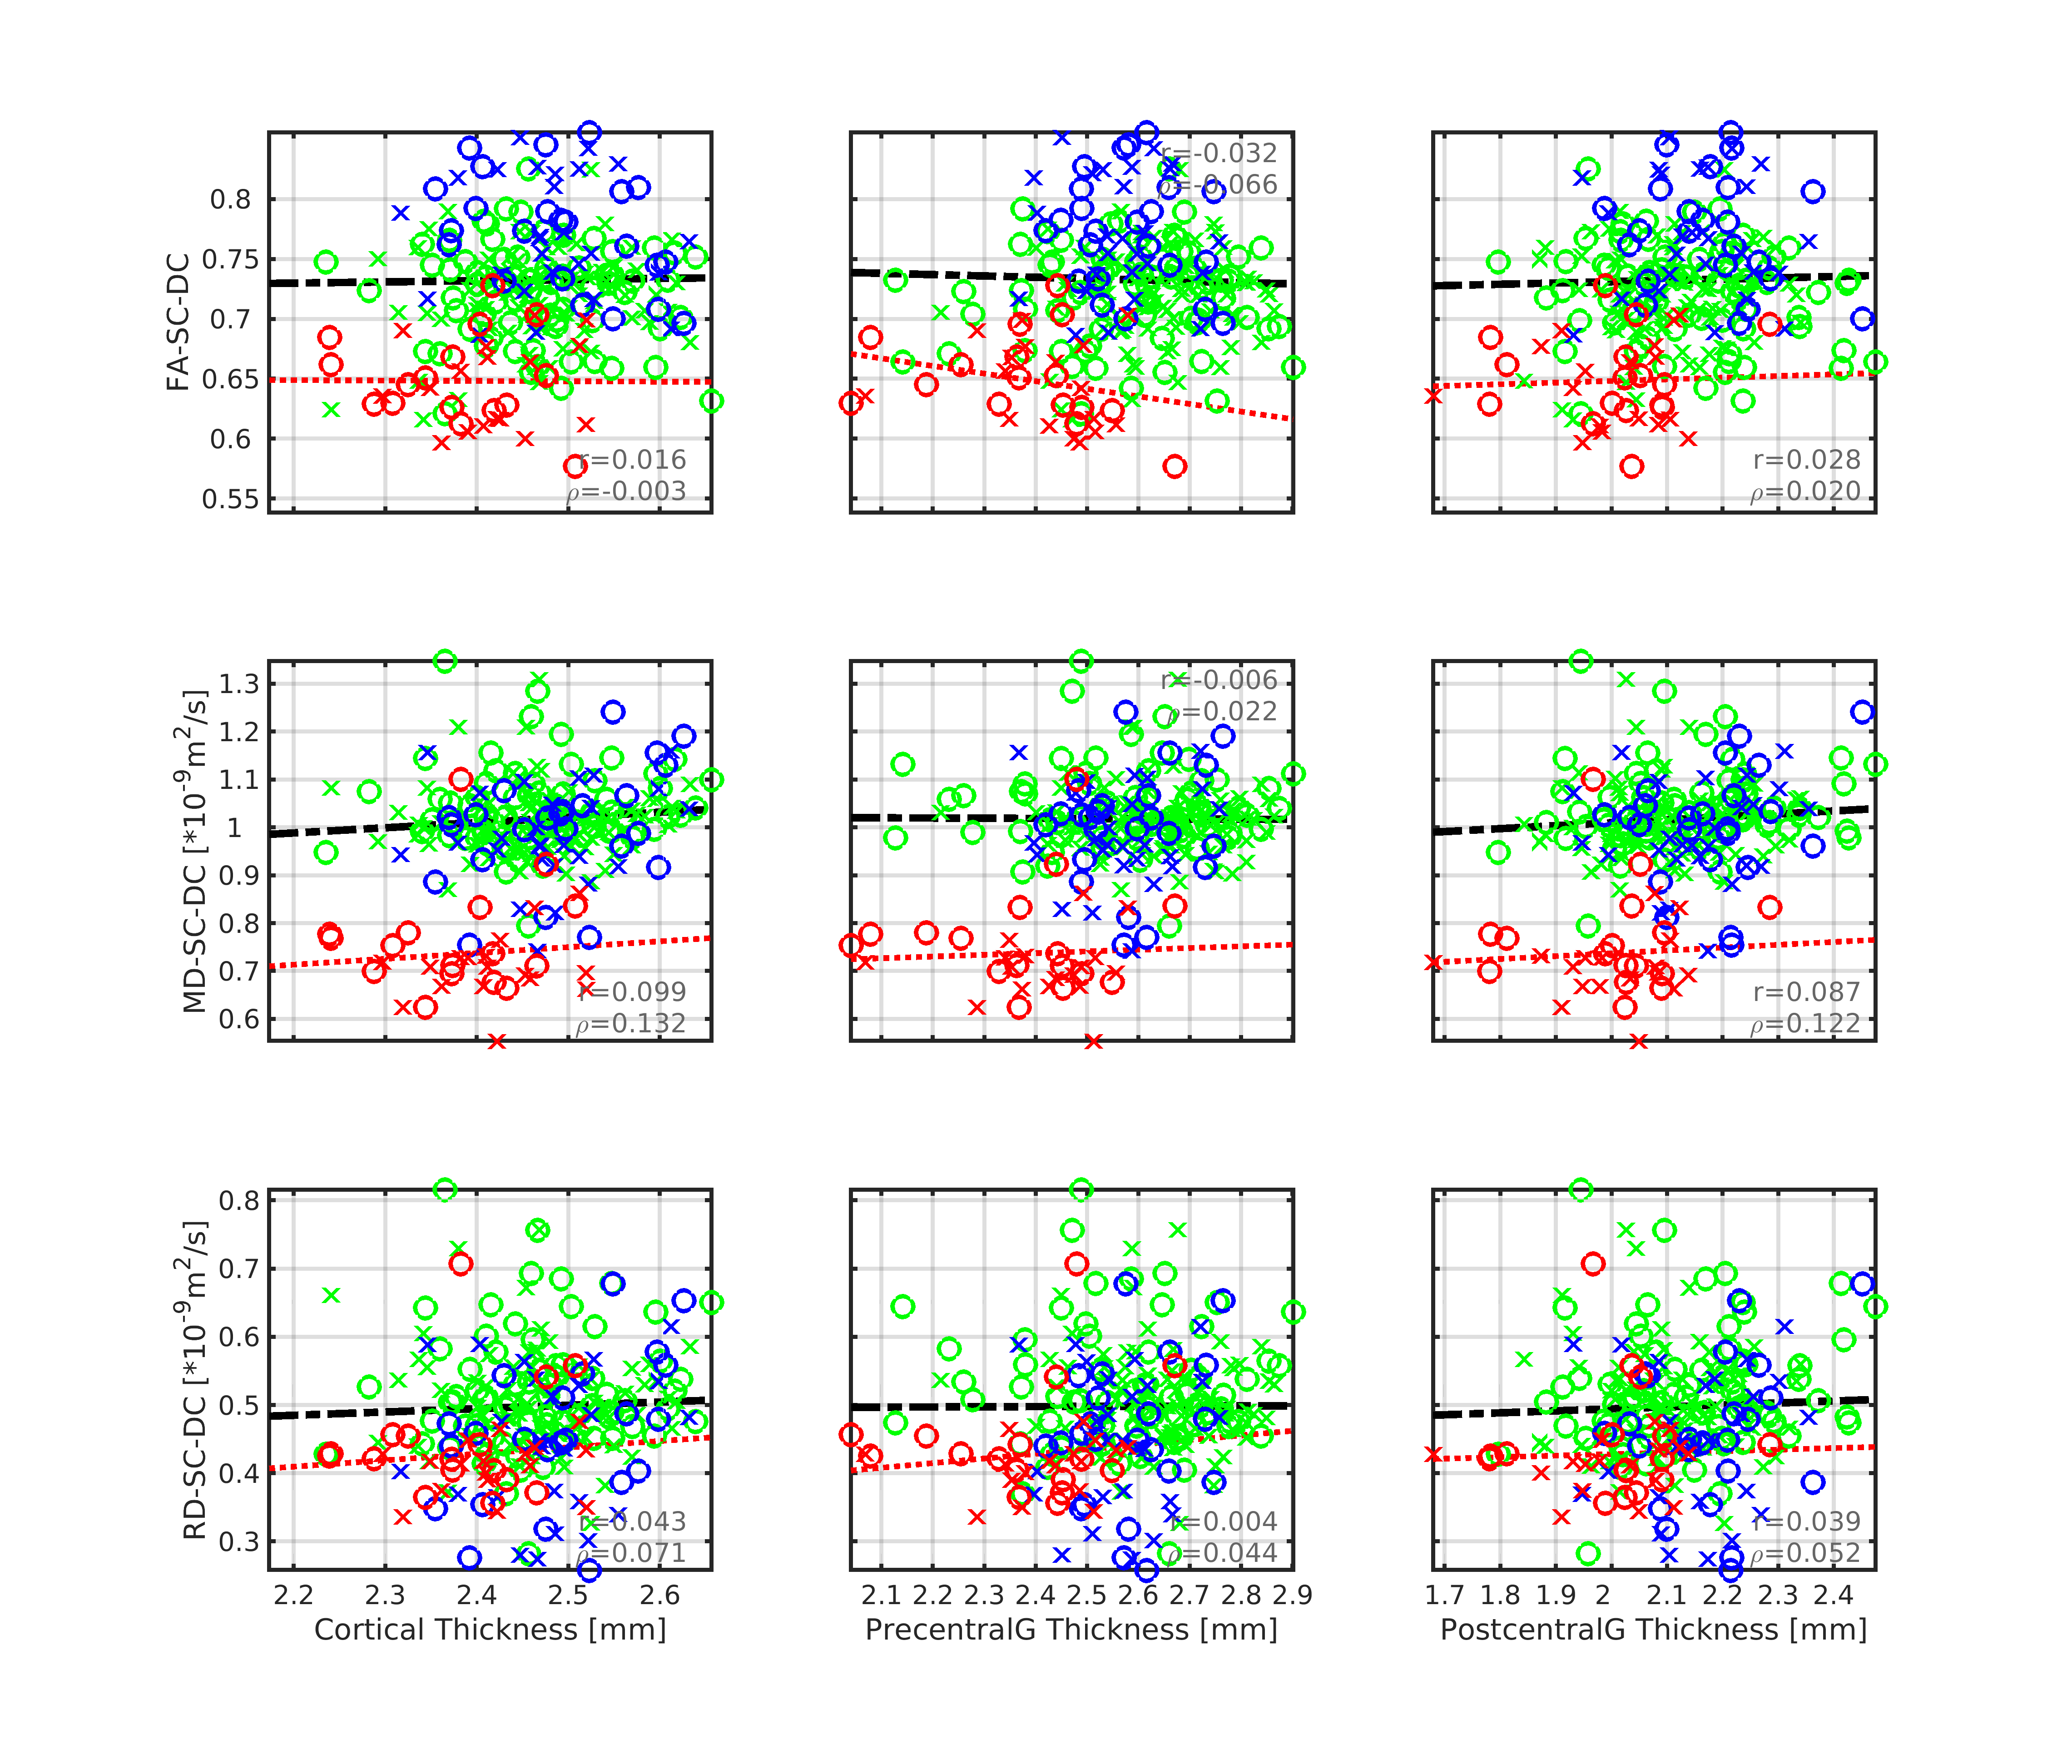 FA-SC-DC
0.8
0.75
0.7
0.65
0.6
0.55
r=0.016
ρ=-0.003
r=-0.032
ρ=-0.066
r=0.028
ρ=0.020
MD-SC-DC [*10-9m2/s]
1.3
1.2
1.1
1
0.9
0.8
0.7
0.6
r=0.099
ρ=0.132
r=-0.006
ρ=0.022
r=0.087
ρ=0.122
RD-SC-DC [*10-9m2/s]
0.8
0.7
0.6
0.5
0.4
0.3
r=0.043
ρ=0.071
r=0.004
ρ=0.044
r=0.039
ρ=0.052
2.2 2.3 2.4 2.5 2.6
2.1 2.2 2.3 2.4 2.5 2.6 2.7 2.8 2.9
1.7 1.8 1.9 2 2.1 2.2 2.3 2.4
Cortical Thickness [mm]
PrecentralG Thickness [mm]
PostcentralG Thickness [mm]